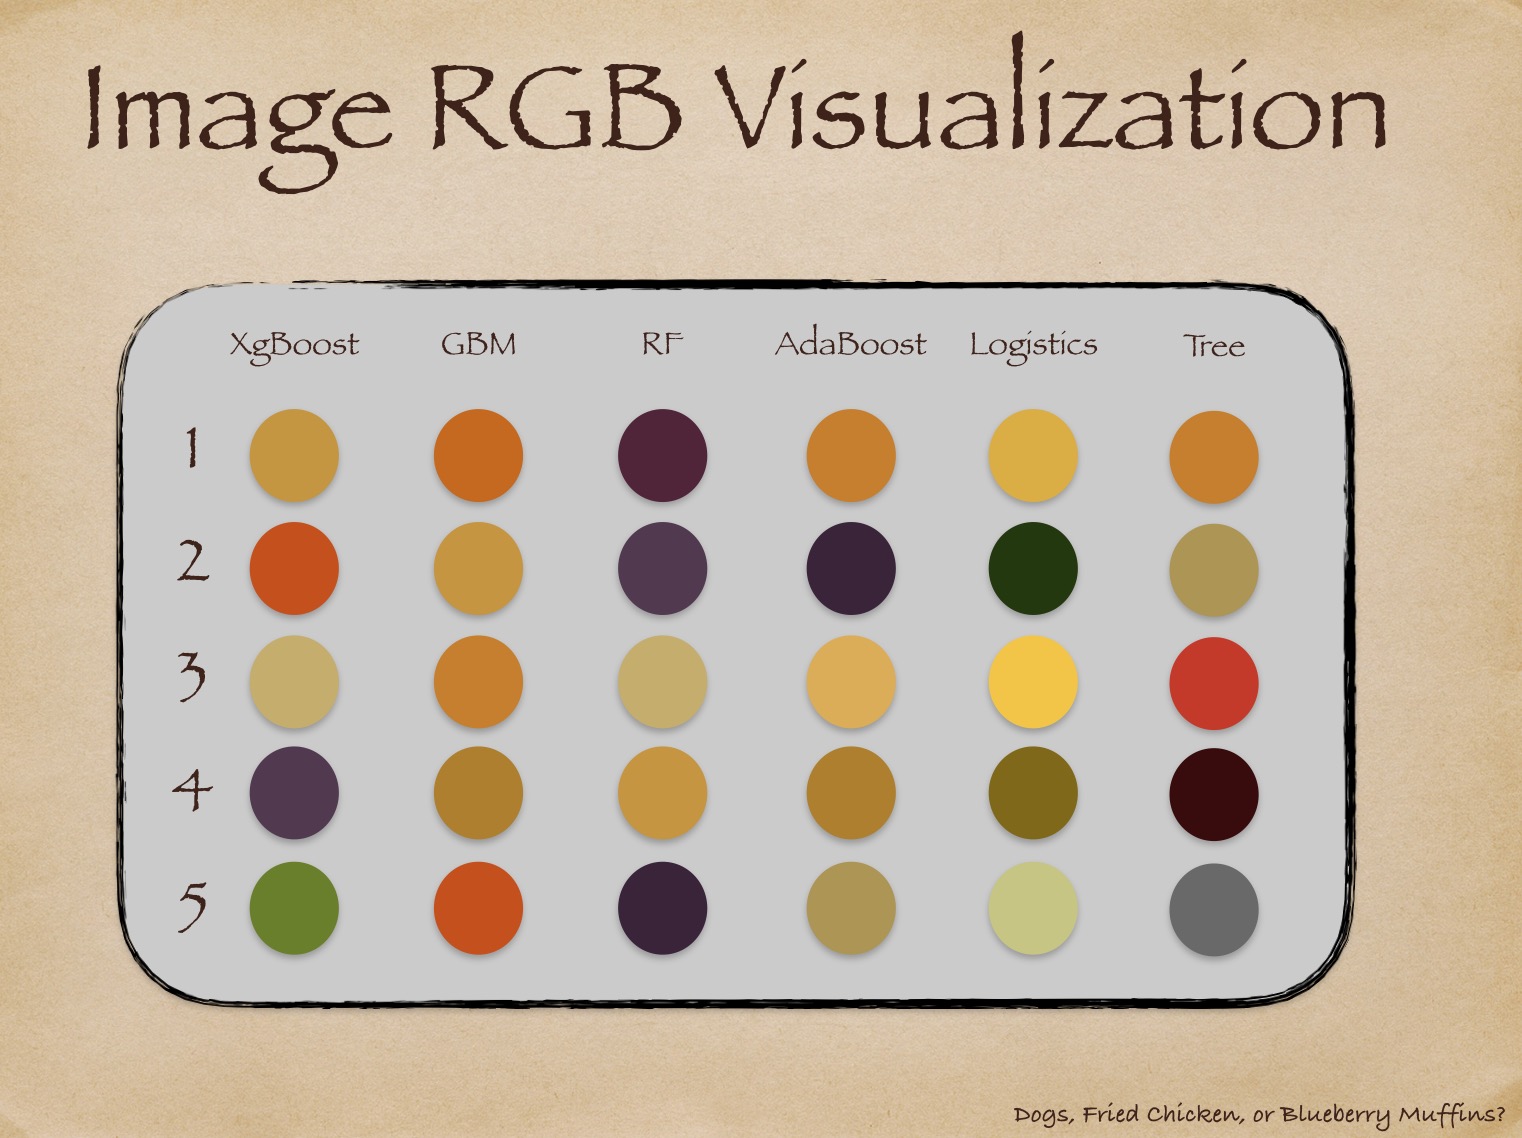 Image RGB Visualization
XgBoost GBM RF AdaBoost Logistics Tree
1
2
3
4
5
Dogs, Fried Chicken, or Blueberry Muffins?